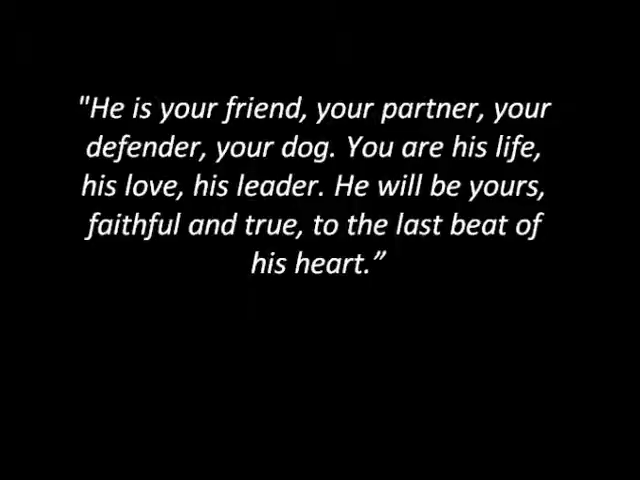 "He is your friend, your partner, your
defender, your dog. You are his life,
his love, his leader. He will be yours,
faithful and true, to the last beat of
his heart.”